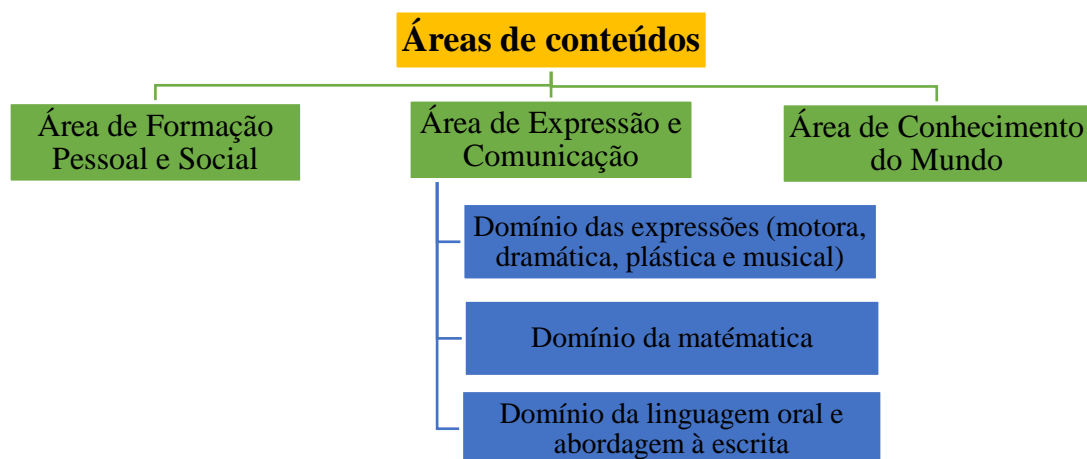 Áreas de conteúdos
Área de Formação
Pessoal e Social
Área de Expressão e
Comunicação
Área de Conhecimento
do Mundo
Domínio das expressões (motora,
dramática, plástica e musical)
Domínio da matématica
Domínio da linguagem oral e
abordagem à escrita